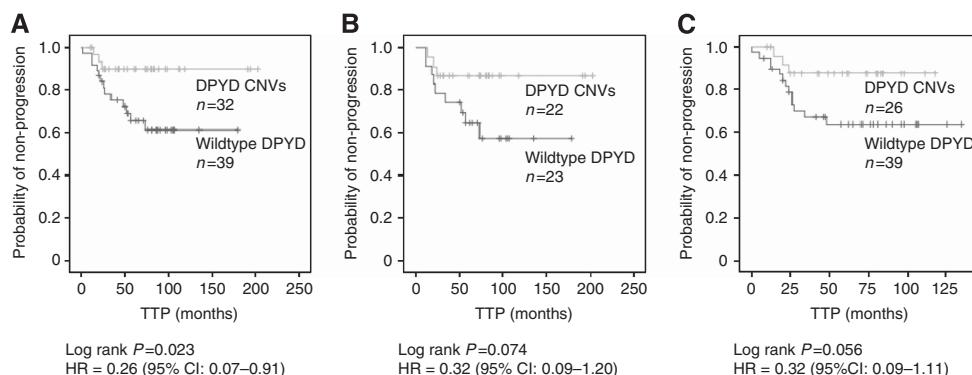 A
Probability of non-progression
1.0
0.8
0.6
0.4
0.2
0
DPYD CNVs
n=32
Wildtype DPYD
n=39
0 50 100 150 200 250
TTP (months)
Log rank P=0.023
HR = 0.26 (95% CI: 0.07–0.91)
B
Probability of non-progression
1.0
0.8
0.6
0.4
0.2
0
DPYD CNVs
n=22
Wildtype DPYD
n=23
0 50 100 150 200 250
TTP (months)
Log rank P=0.074
HR = 0.32 (95% CI: 0.09–1.20)
C
Probability of non-progression
1.0
0.8
0.6
0.4
0.2
0
DPYD CNVs
n=26
Wildtype DPYD
n=39
0 25 50 75 100 125
TTP (months)
Log rank P=0.056
HR = 0.32 (95%CI: 0.09–1.11)